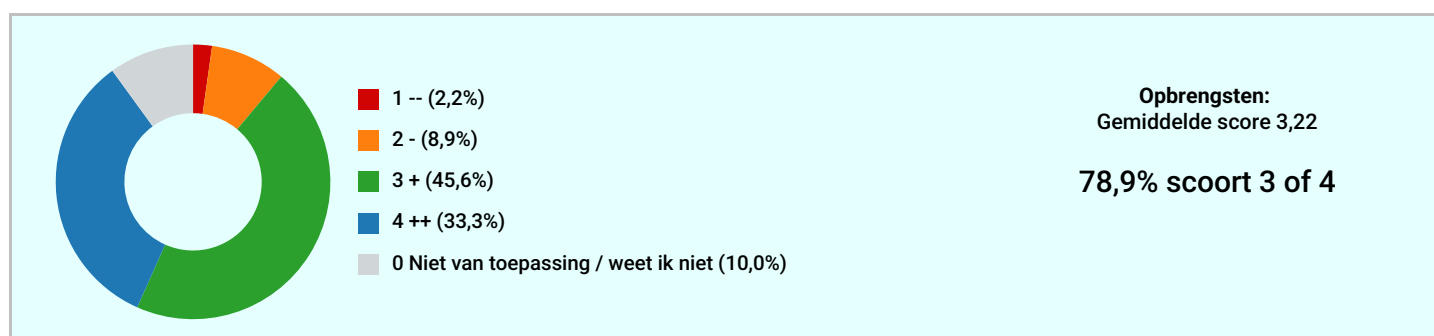 1 -- (2,2%)
2 - (8,9%)
3 + (45,6%)
4 ++ (33,3%)
0 Niet van toepassing / weet ik niet (10,0%)
Opbrengsten:
Gemiddelde score 3,22
78,9% scoort 3 of 4